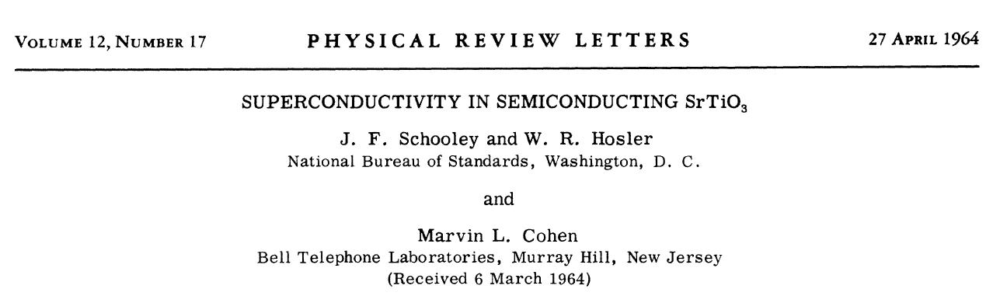 VOLUME 12, NUMBER 17 PHYSICAL REVIEW LETTERS 27 APRIL 1964
SUPERCONDUCTIVITY IN SEMICONDUCTING SrTiO₃
J. F. Schooley and W. R. Hosler
National Bureau of Standards, Washington, D. C.
and
Marvin L. Cohen
Bell Telephone Laboratories, Murray Hill, New Jersey
(Received 6 March 1964)